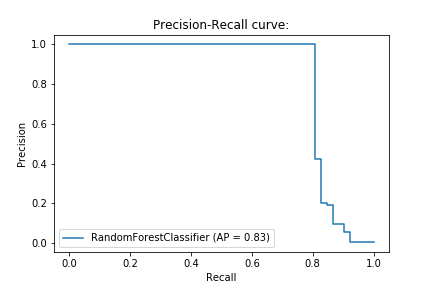 Precision-Recall curve:
1.0
0.8
0.6
0.4
0.2
0.0
Precision
RandomForestClassifier (AP = 0.83)
0.0 0.2 0.4 0.6 0.8 1.0
Recall